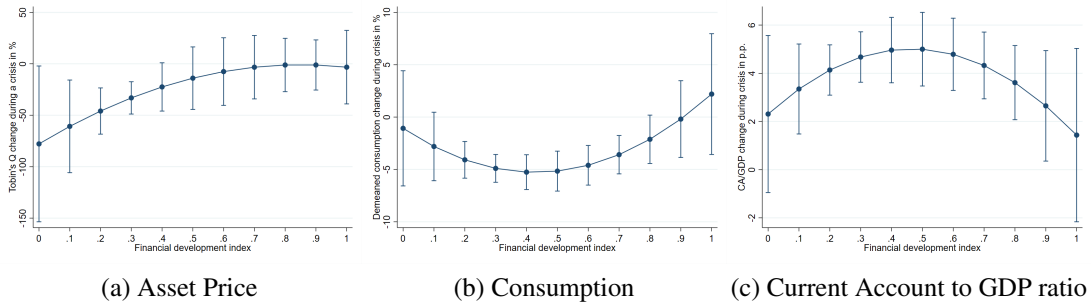 Tobin's Q change during a crisis in %
50
0
-50
-100
-150
0 .1 .2 .3 .4 .5 .6 .7 .8 .9 1
Financial development index
(a) Asset Price
Demeaned consumption change during crisis in %
10
5
0
-5
-10
0 .1 .2 .3 .4 .5 .6 .7 .8 .9 1
Financial development index
(b) Consumption
CA/GDP change during crisis in p.p.
6
4
2
0
-2
0 .1 .2 .3 .4 .5 .6 .7 .8 .9 1
Financial development index
(c) Current Account to GDP ratio